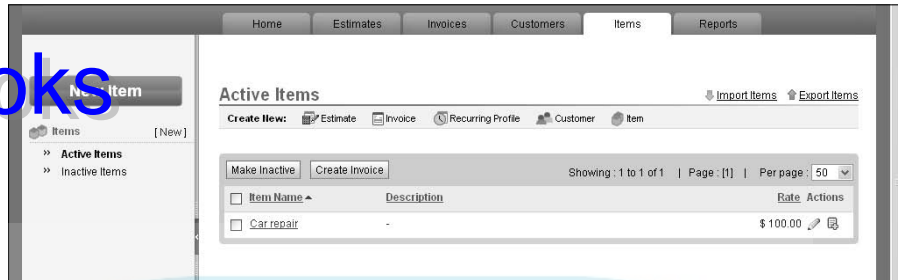 Home Estimates Invoices Customers Items Reports
oks
New Item
Active Items Import Items Export Items
Items [ New ]
Create New: Estimate Invoice Recurring Profile Customer Item
» Active Items
» Inactive Items
Make Inactive Create Invoice Showing : 1 to 1 of 1 | Page : [1] | Per page : 50
Item Name Description Rate Actions
Car repair - $ 100.00